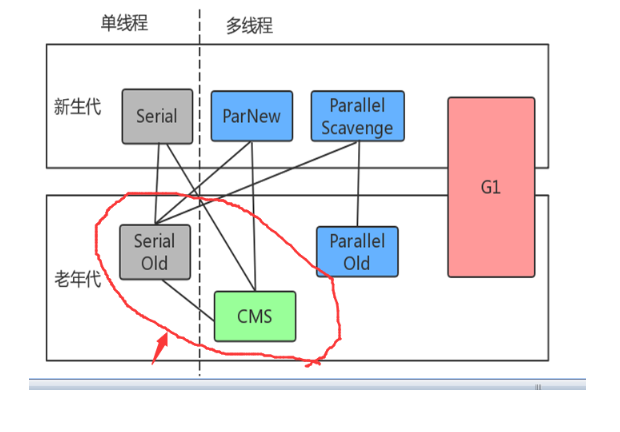 单线程
多线程
新生代
Serial
ParNew
Parallel
Scavenge
G1
老年代
Serial
Old
Parallel
Old
CMS